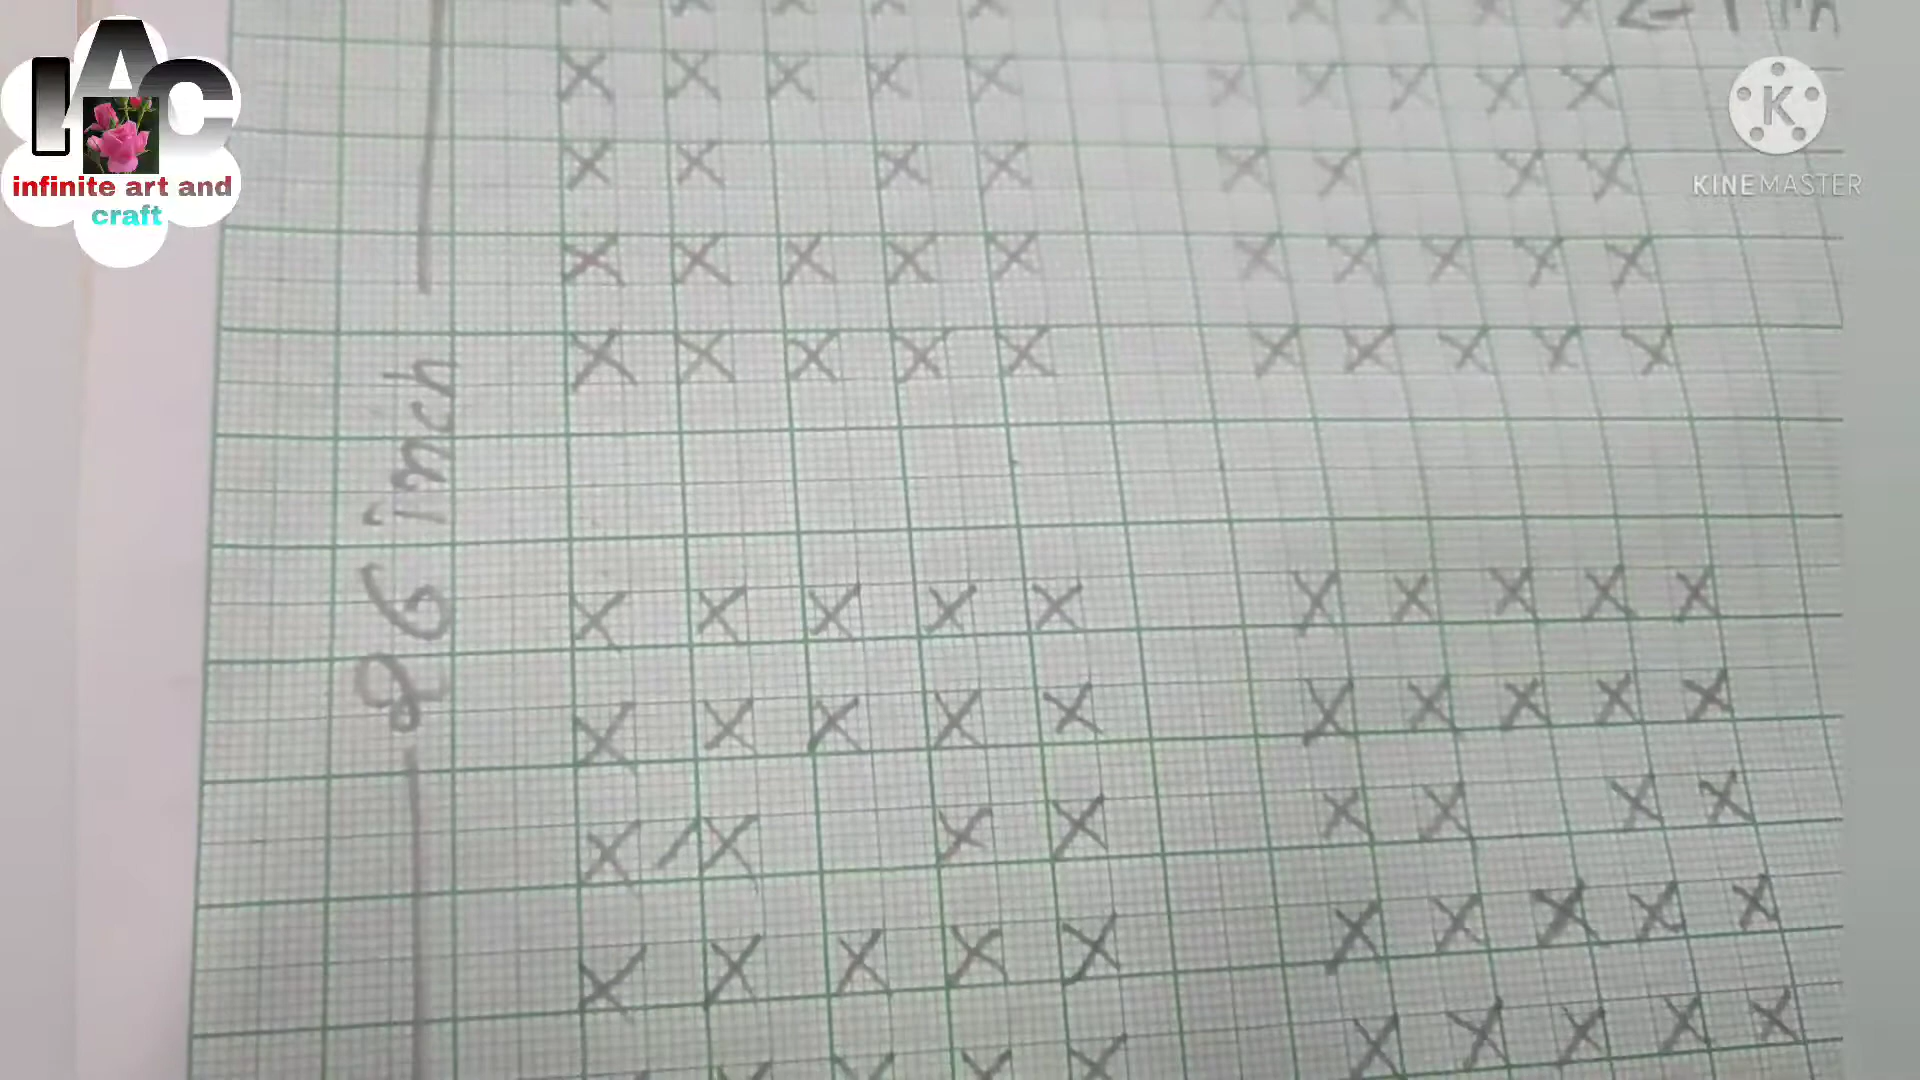 IAC
infinite art and
craft
KINEMASTER
26 inch